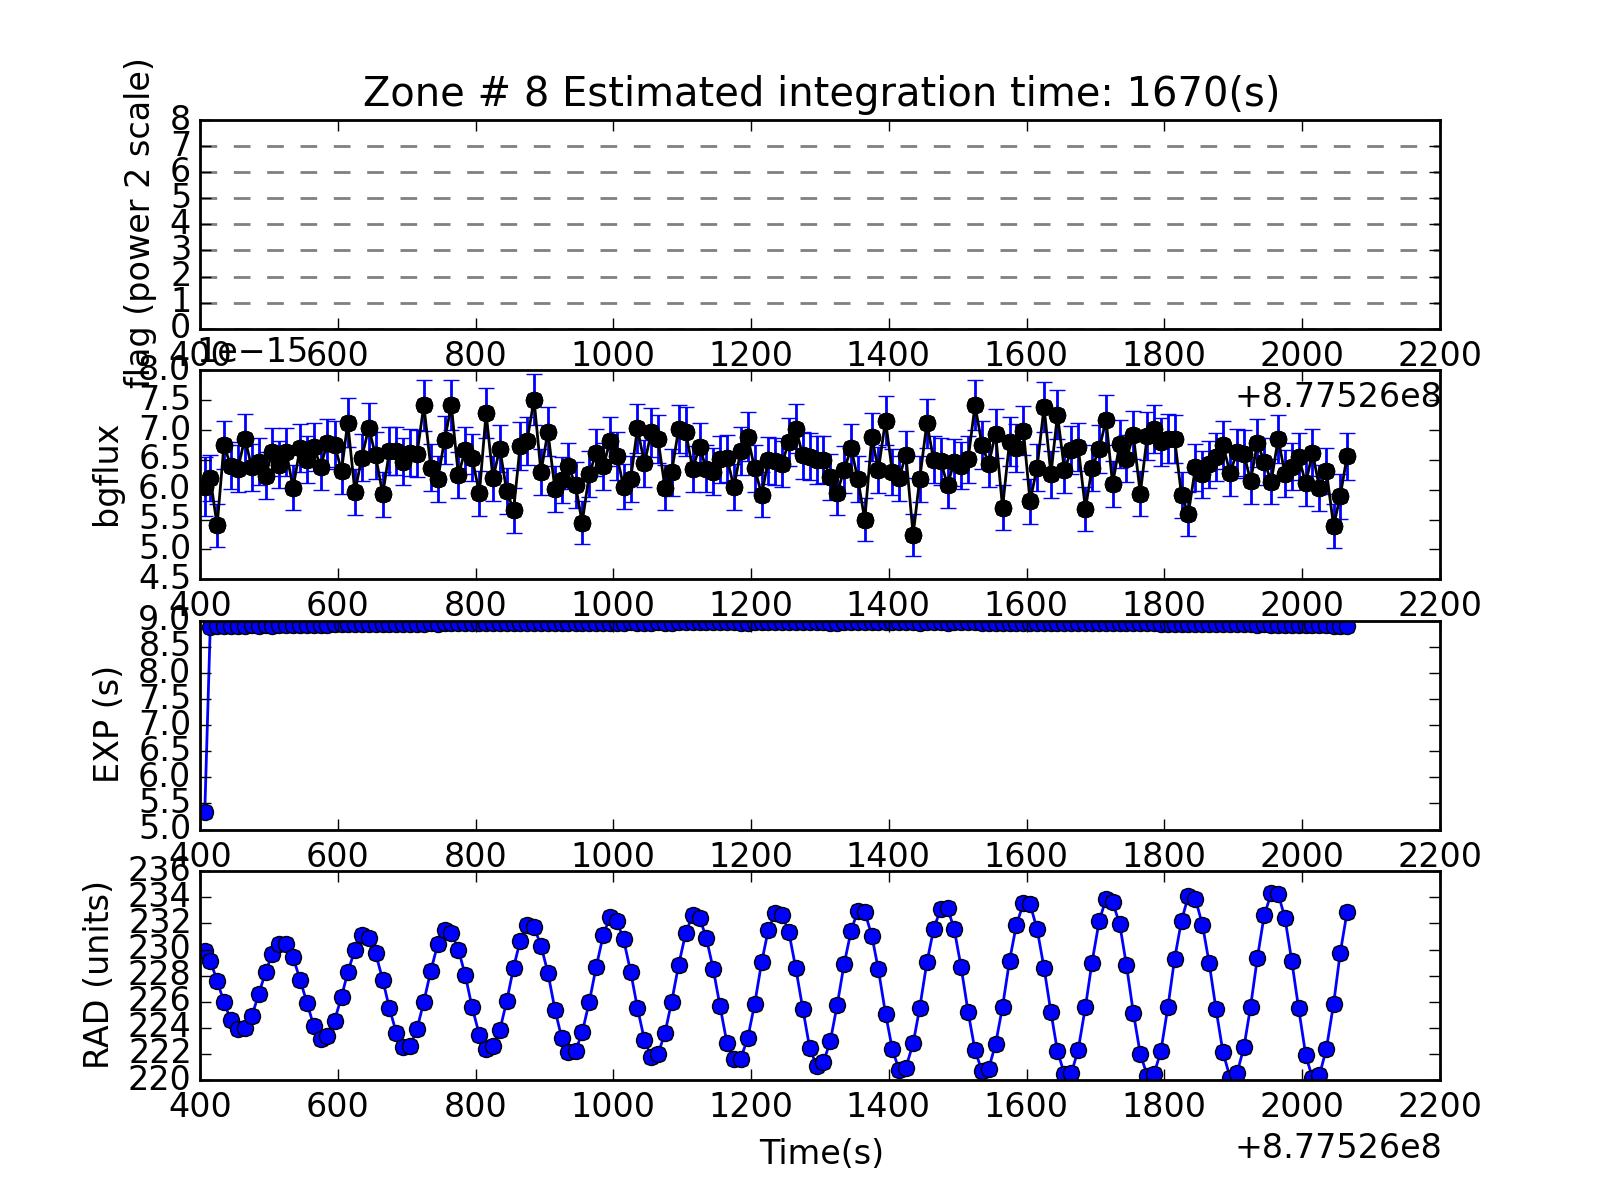 Zone # 8 Estimated integration time: 1670(s)
flag (power 2 scale)
8
7
6
5
4
3
2
1
0
400 600 800 1000 1200 1400 1600 1800 2000 2200
+8.77526e8
1e−15
bgflux
8.0
7.5
7.0
6.5
6.0
5.5
5.0
4.5
400 600 800 1000 1200 1400 1600 1800 2000 2200
EXP (s)
9.0
8.5
8.0
7.5
7.0
6.5
6.0
5.5
5.0
400 600 800 1000 1200 1400 1600 1800 2000 2200
RAD (units)
236
234
232
230
228
226
224
222
220
400 600 800 1000 1200 1400 1600 1800 2000 2200
Time(s)
+8.77526e8